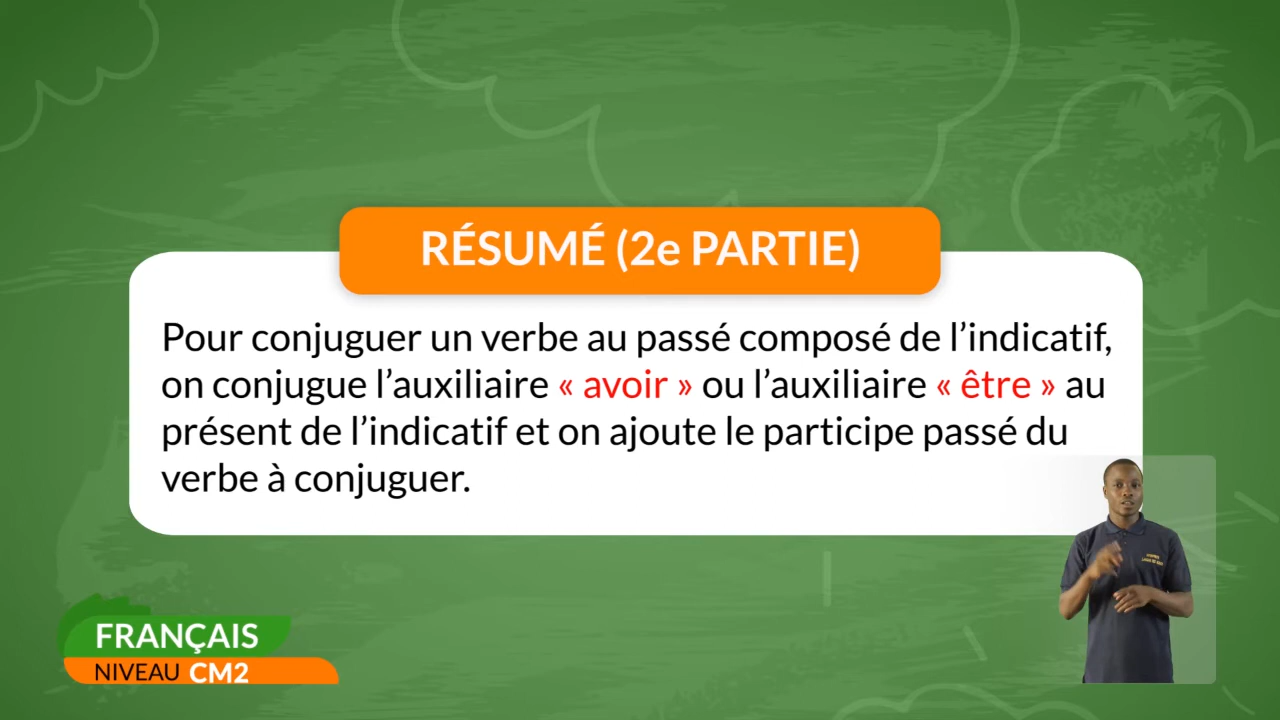 RÉSUMÉ (2e PARTIE)
Pour conjuguer un verbe au passé composé de l’indicatif,
on conjugue l’auxiliaire « avoir » ou l’auxiliaire « être » au
présent de l’indicatif et on ajoute le participe passé du
verbe à conjuguer.
FRANÇAIS
NIVEAU CM2